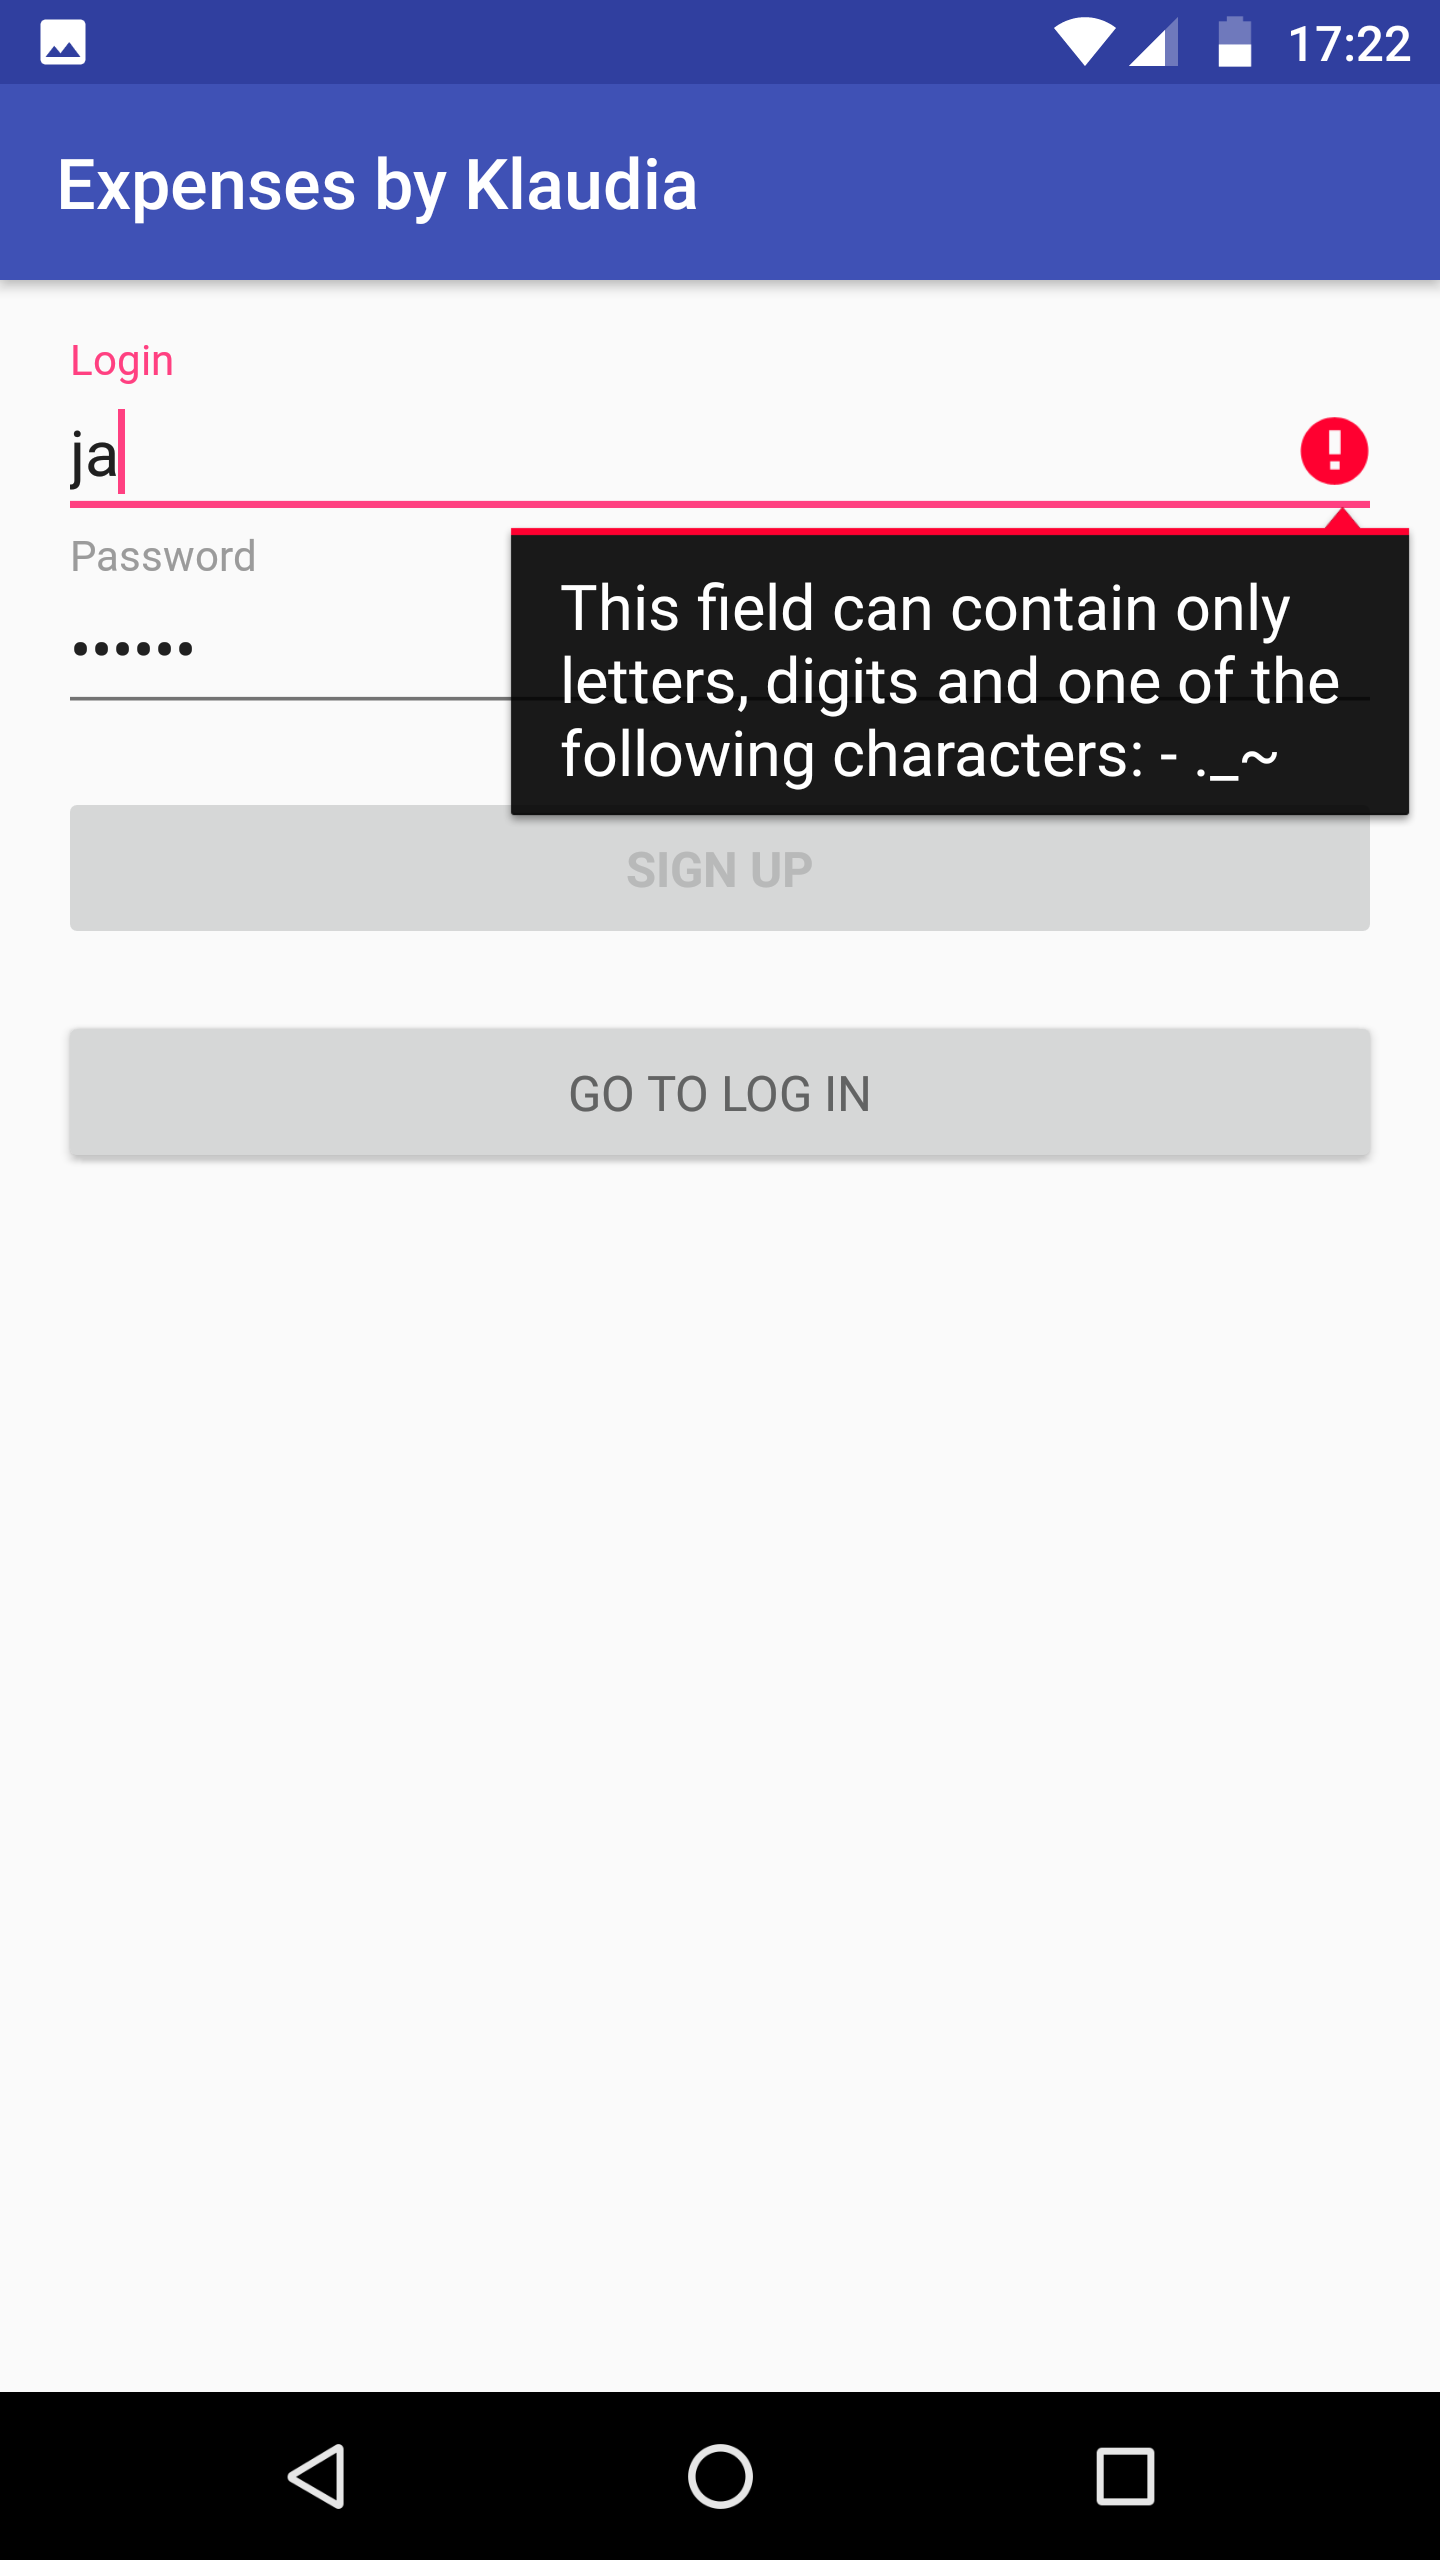 17:22
Expenses by Klaudia
Login
ja
Password
••••••
This field can contain only
letters, digits and one of the
following characters: - ._~
SIGN UP
GO TO LOG IN